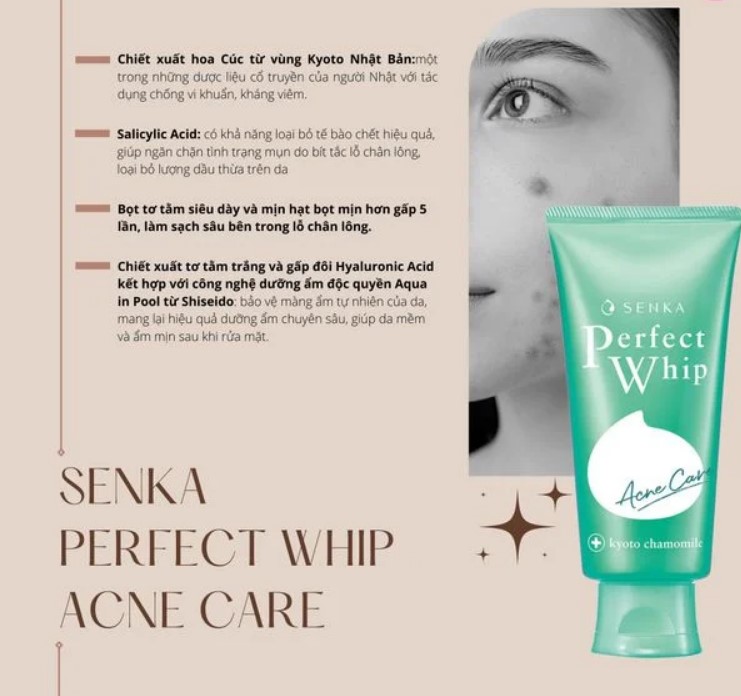 Chiết xuất hoa Cúc từ vùng Kyoto Nhật Bản:một
trong những dược liệu cổ truyền của người Nhật với tác
dụng chống vi khuẩn, kháng viêm.
Salicylic Acid: có khả năng loại bỏ tế bào chết hiệu quả,
giúp ngăn chặn tình trạng mụn do bít tắc lỗ chân lông,
loại bỏ lượng dầu thừa trên da
Bọt tơ tằm siêu dày và mịn hạt bọt mịn hơn gấp 5
lần, làm sạch sâu bên trong lỗ chân lông.
Chiết xuất tơ tằm trắng và gấp đôi Hyaluronic Acid
kết hợp với công nghệ dưỡng ẩm độc quyền Aqua
in Pool từ Shiseido: bảo vệ màng ẩm tự nhiên của da,
mang lại hiệu quả dưỡng ẩm chuyên sâu, giúp da mềm
và ẩm mịn sau khi rửa mặt.
SENKA
PERFECT WHIP
ACNE CARE
SENKA
Perfect
Whip
Acne Care
kyoto chamomile